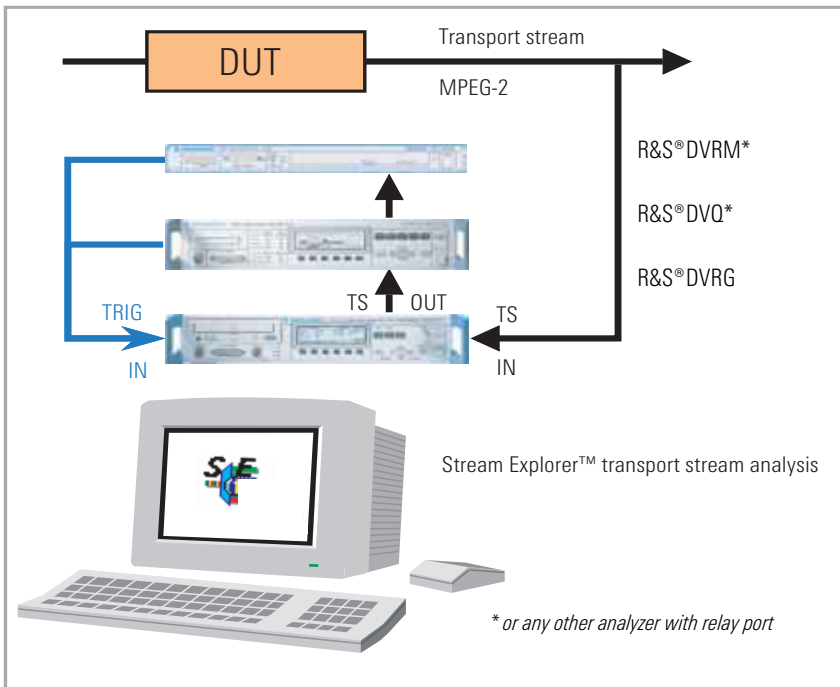 DUT
Transport stream
MPEG-2
R&S®DVRM*
R&S®DVQ*
R&S®DVRG
TS OUT
TRIG
IN
TS
IN
S E
Stream Explorer™ transport stream analysis
* or any other analyzer with relay port